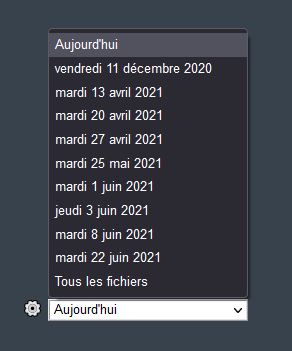 Aujourd'hui
vendredi 11 décembre 2020
mardi 13 avril 2021
mardi 20 avril 2021
mardi 27 avril 2021
mardi 25 mai 2021
mardi 1 juin 2021
jeudi 3 juin 2021
mardi 8 juin 2021
mardi 22 juin 2021
Tous les fichiers
Aujourd'hui